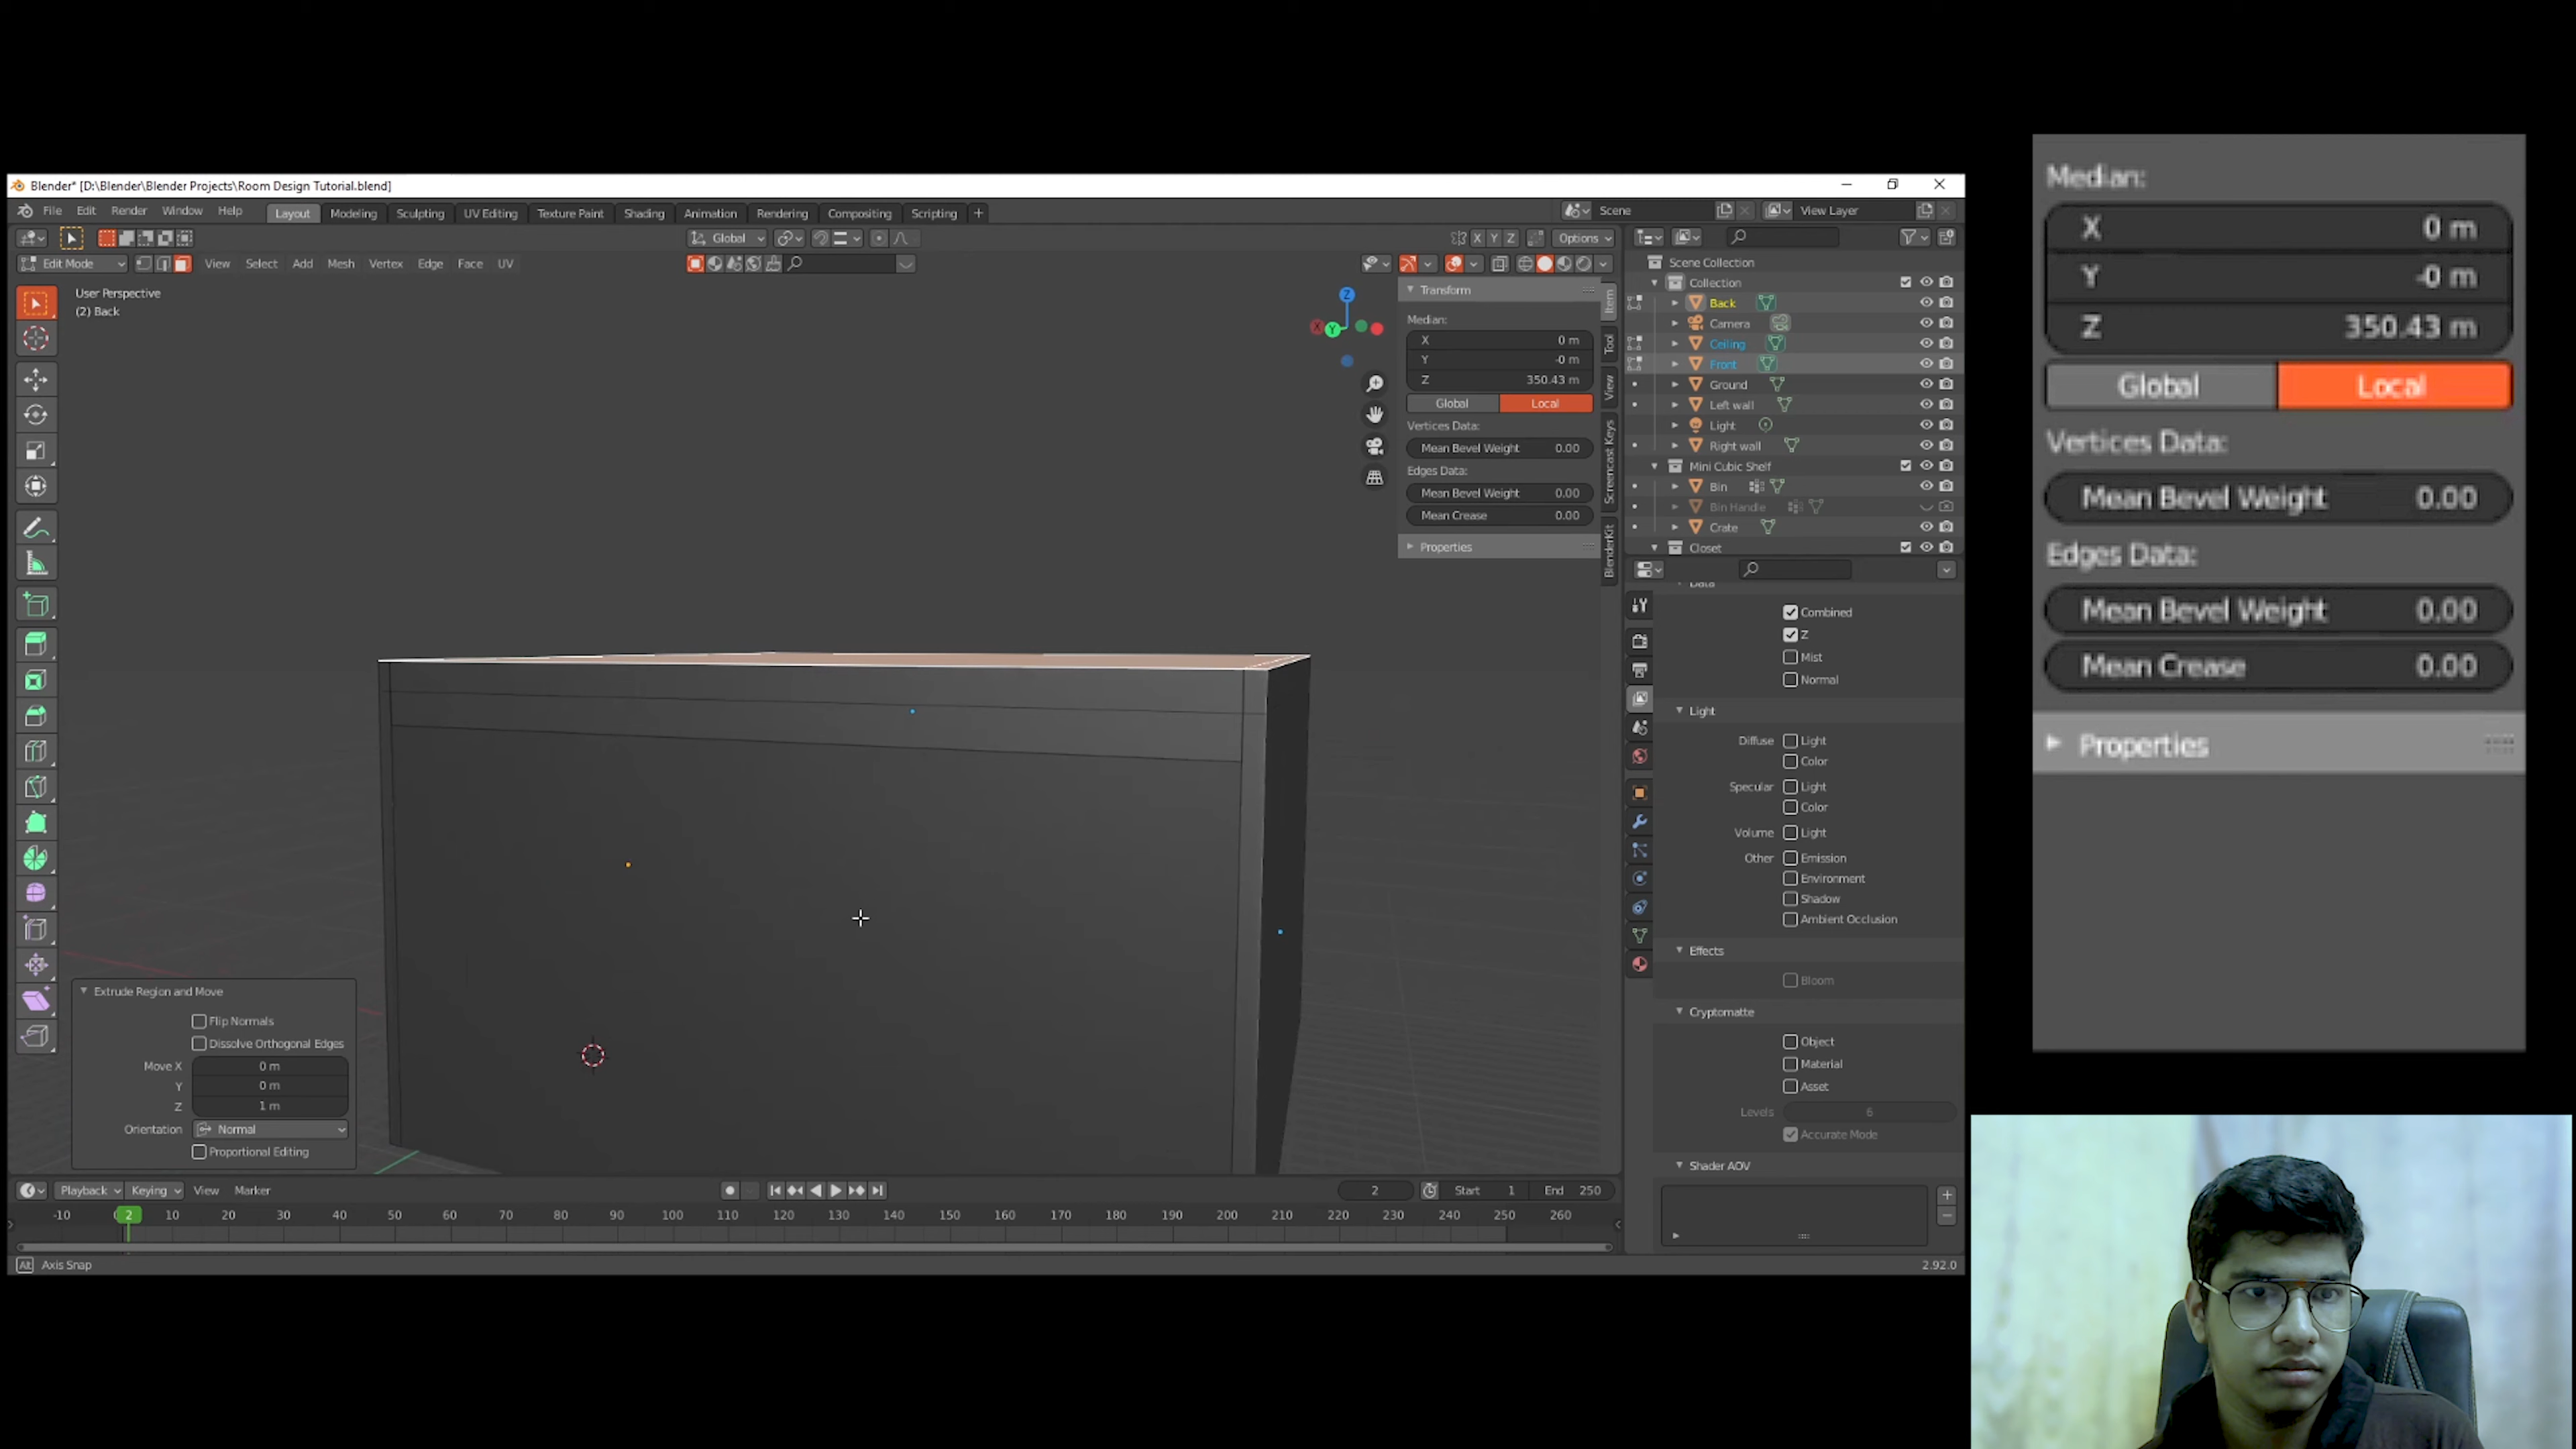 Blender* [D:\Blender\Blender Projects\Room Design Tutorial.blend]
File Edit Render Window Help Layout Modeling Sculpting UV Editing Texture Paint Shading Animation Rendering Compositing Scripting + Scene View Layer
Global X Y Z Options
Edit Mode View Select Add Mesh Vertex Edge Face UV
User Perspective
(2) Back
Z
X Y
Transform
Median:
X 0 m
Y -0 m
Z 350.43 m
Global Local
Vertices Data:
Mean Bevel Weight 0.00
Edges Data:
Mean Bevel Weight 0.00
Mean Crease 0.00
Properties
Item
Tool
View
Screencast Keys
BlenderKit
Scene Collection
Collection
Back
Camera
Ceiling
Front
Ground
Left wall
Light
Right wall
Mini Cubic Shelf
Bin
Bin Handle
Crate
Closet
Data
Combined
Z
Mist
Normal
Light
Diffuse Light
Color
Specular Light
Color
Volume Light
Other Emission
Environment
Shadow
Ambient Occlusion
Effects
Bloom
Cryptomatte
Object
Material
Asset
Levels 6
Accurate Mode
Shader AOV
Extrude Region and Move
Flip Normals
Dissolve Orthogonal Edges
Move X 0 m
Y 0 m
Z 1 m
Orientation Normal
Proportional Editing
Playback Keying View Marker 2 Start 1 End 250
-10 2 10 20 30 40 50 60 70 80 90 100 110 120 130 140 150 160 170 180 190 200 210 220 230 240 250 260
Alt Axis Snap 2.92.0
Median:
X 0 m
Y -0 m
Z 350.43 m
Global Local
Vertices Data:
Mean Bevel Weight 0.00
Edges Data:
Mean Bevel Weight 0.00
Mean Crease 0.00
Properties